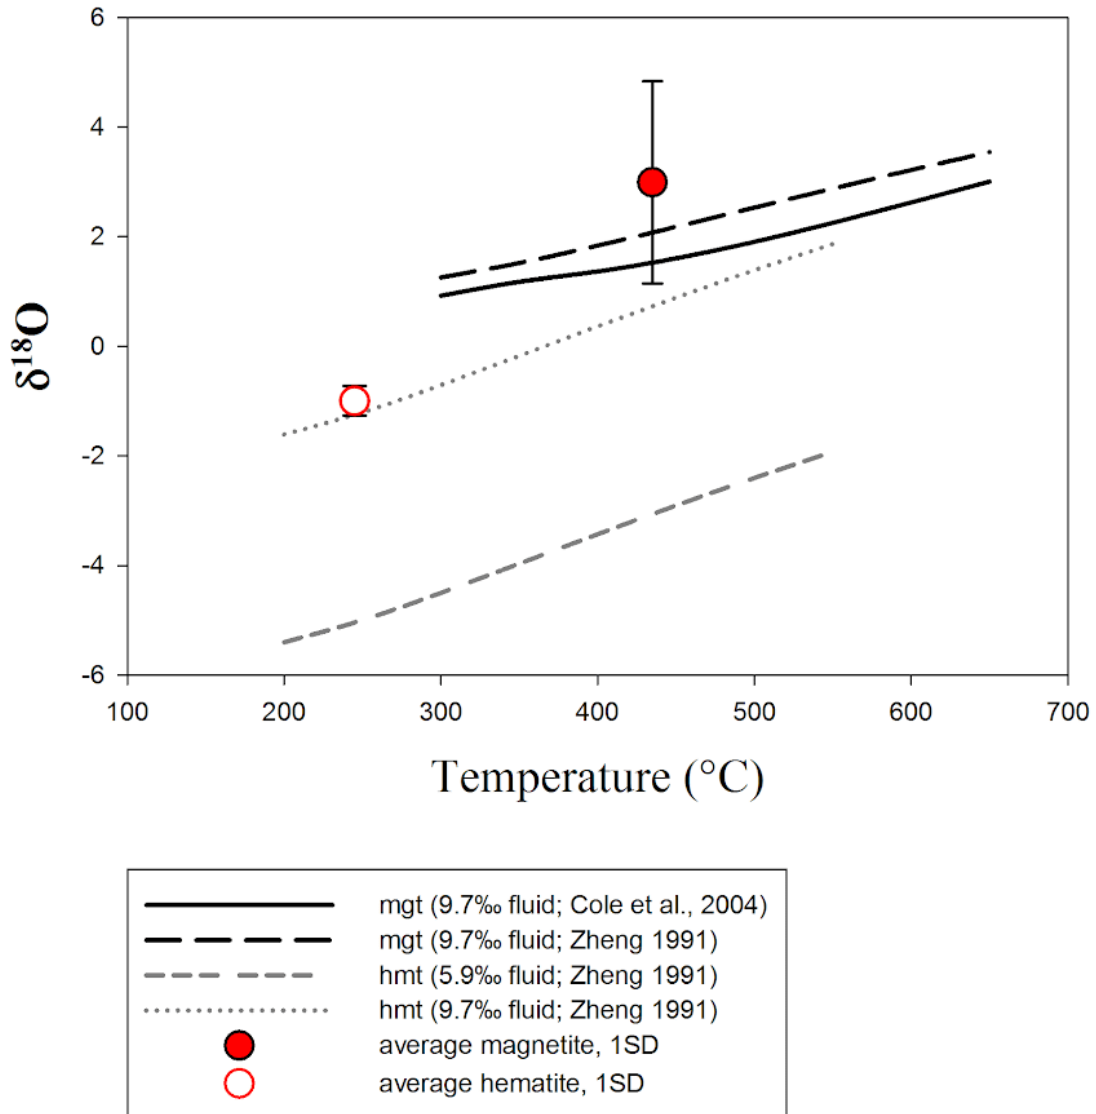 6
4
2
0
-2
-4
-6
δ18O
100 200 300 400 500 600 700
Temperature (°C)
mgt (9.7‰ fluid; Cole et al., 2004)
mgt (9.7‰ fluid; Zheng 1991)
hmt (5.9‰ fluid; Zheng 1991)
hmt (9.7‰ fluid; Zheng 1991)
average magnetite, 1SD
average hematite, 1SD